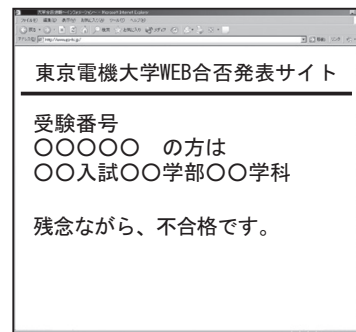 東京電機大学WEB合否発表サイト
受験番号
○○○○○　の方は
○○入試○○学部○○学科
残念ながら、不合格です。